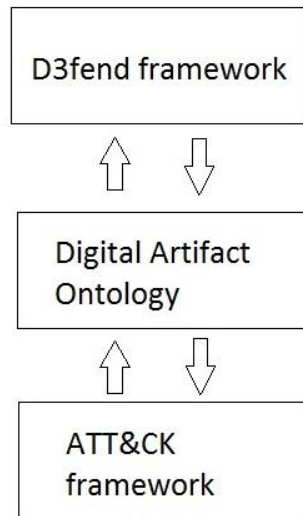 D3fend framework
Digital Artifact
Ontology
ATT&CK
framework